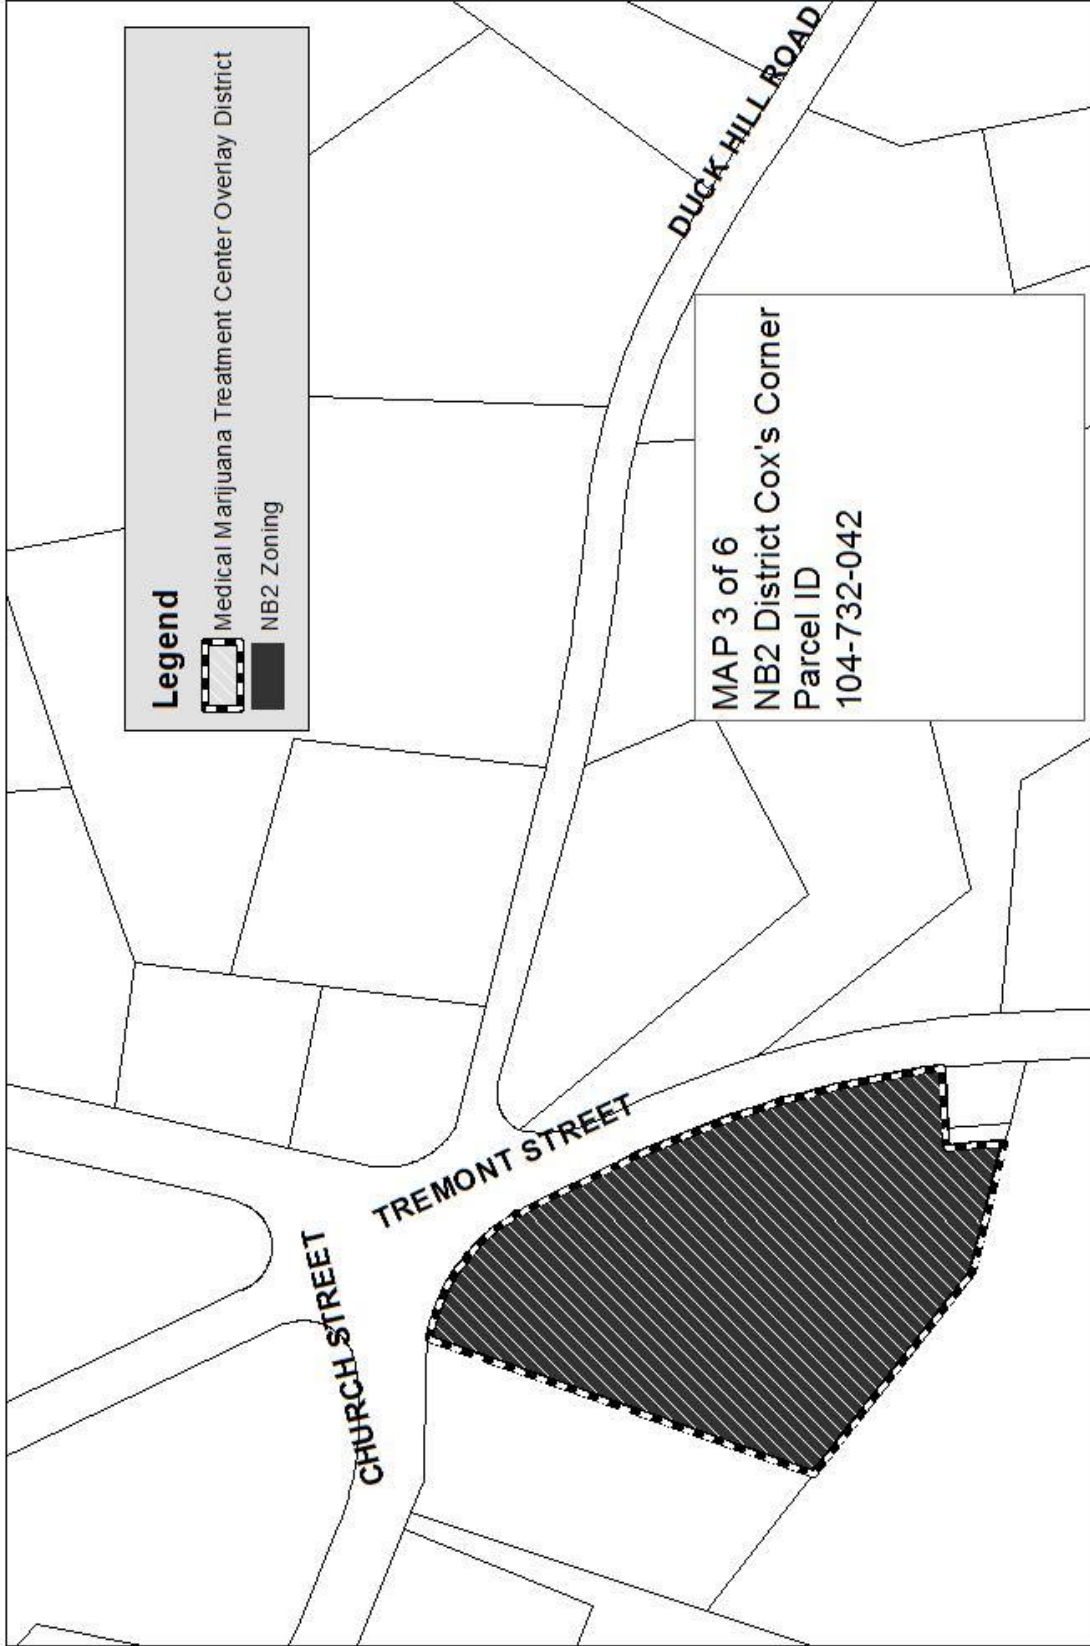 Legend
Medical Marijuana Treatment Center Overlay District
NB2 Zoning
DUCK HILL ROAD
TREMONT STREET
CHURCH STREET
MAP 3 of 6
NB2 District Cox's Corner
Parcel ID
104-732-042